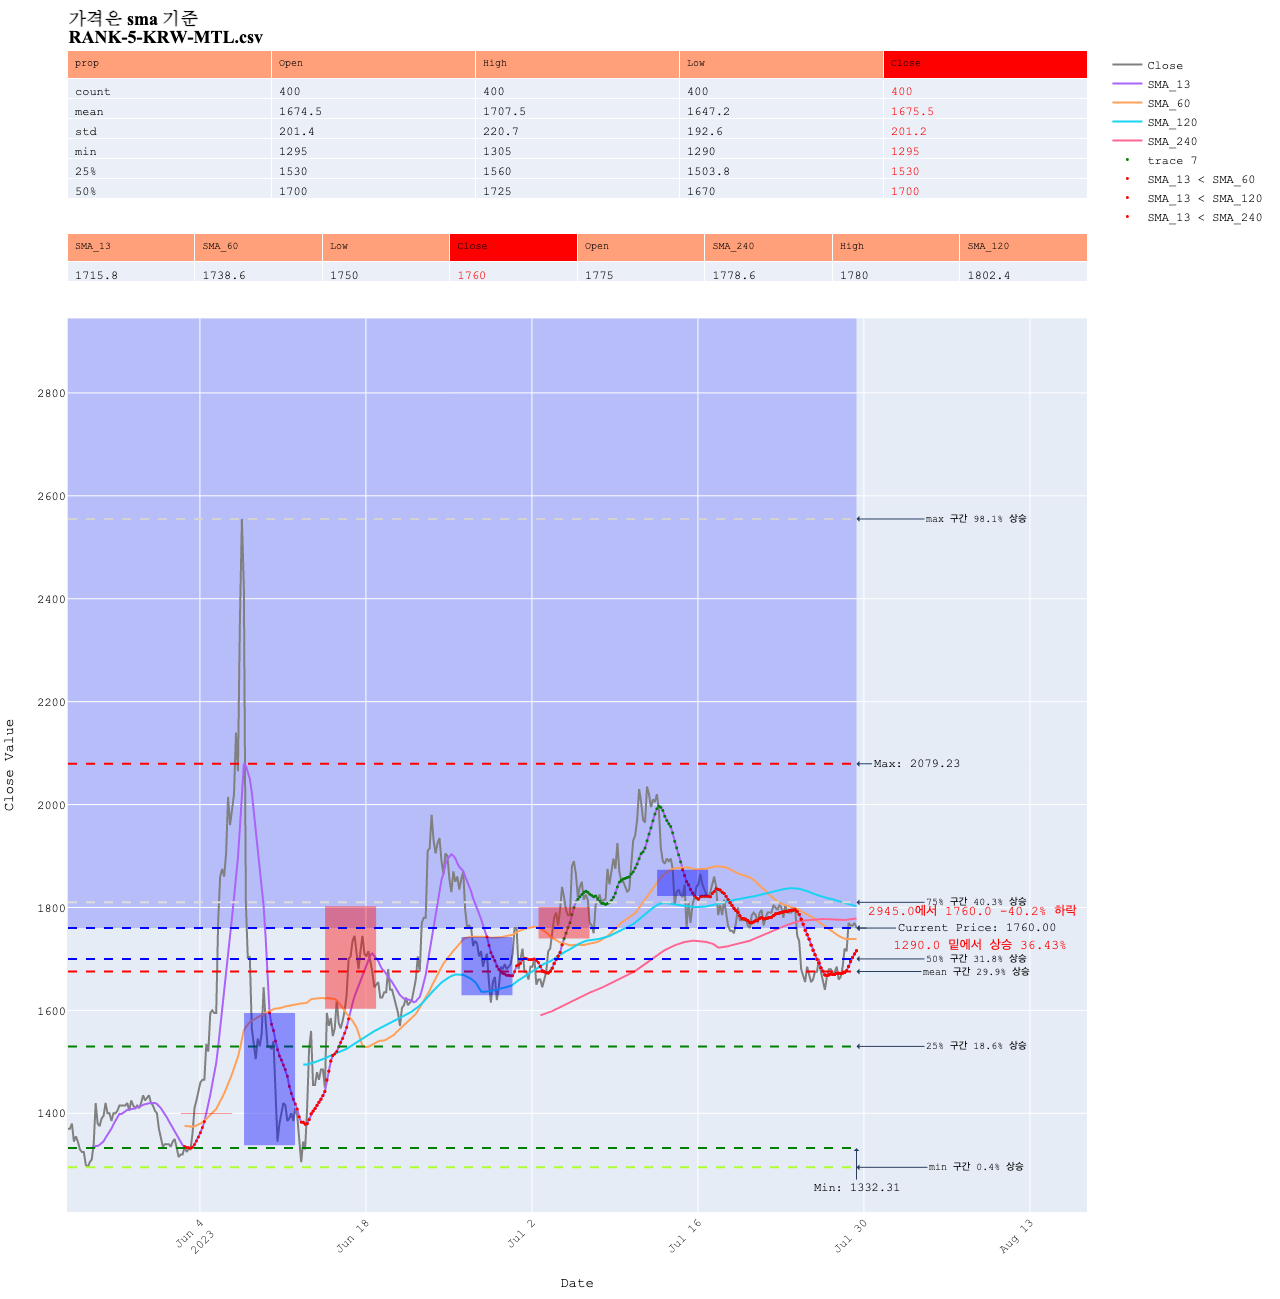 가격은 sma 기준
RANK-5-KRW-MTL.csv
prop Open High Low Close
count 400 400 400 400
mean 1674.5 1707.5 1647.2 1675.5
std 201.4 220.7 192.6 201.2
min 1295 1305 1290 1295
25% 1530 1560 1503.8 1530
50% 1700 1725 1670 1700
Close
SMA_13
SMA_60
SMA_120
SMA_240
trace 7
SMA_13 < SMA_60
SMA_13 < SMA_120
SMA_13 < SMA_240
SMA_13 SMA_60 Low Close Open SMA_240 High SMA_120
1715.8 1738.6 1750 1760 1775 1778.6 1780 1802.4
2800
2600
max 구간 98.1% 상승
2400
2200
Max: 2079.23
2000
Close Value
1800
75% 구간 40.3% 상승
2945.0에서 1760.0 -40.2% 하락
Current Price: 1760.00
1290.0 밑에서 상승 36.43%
50% 구간 31.8% 상승
mean 구간 29.9% 상승
1600
25% 구간 18.6% 상승
1400
min 구간 0.4% 상승
Min: 1332.31
Jun 4
2023
Jun 18
Jul 2
Jul 16
Jul 30
Aug 13
Date